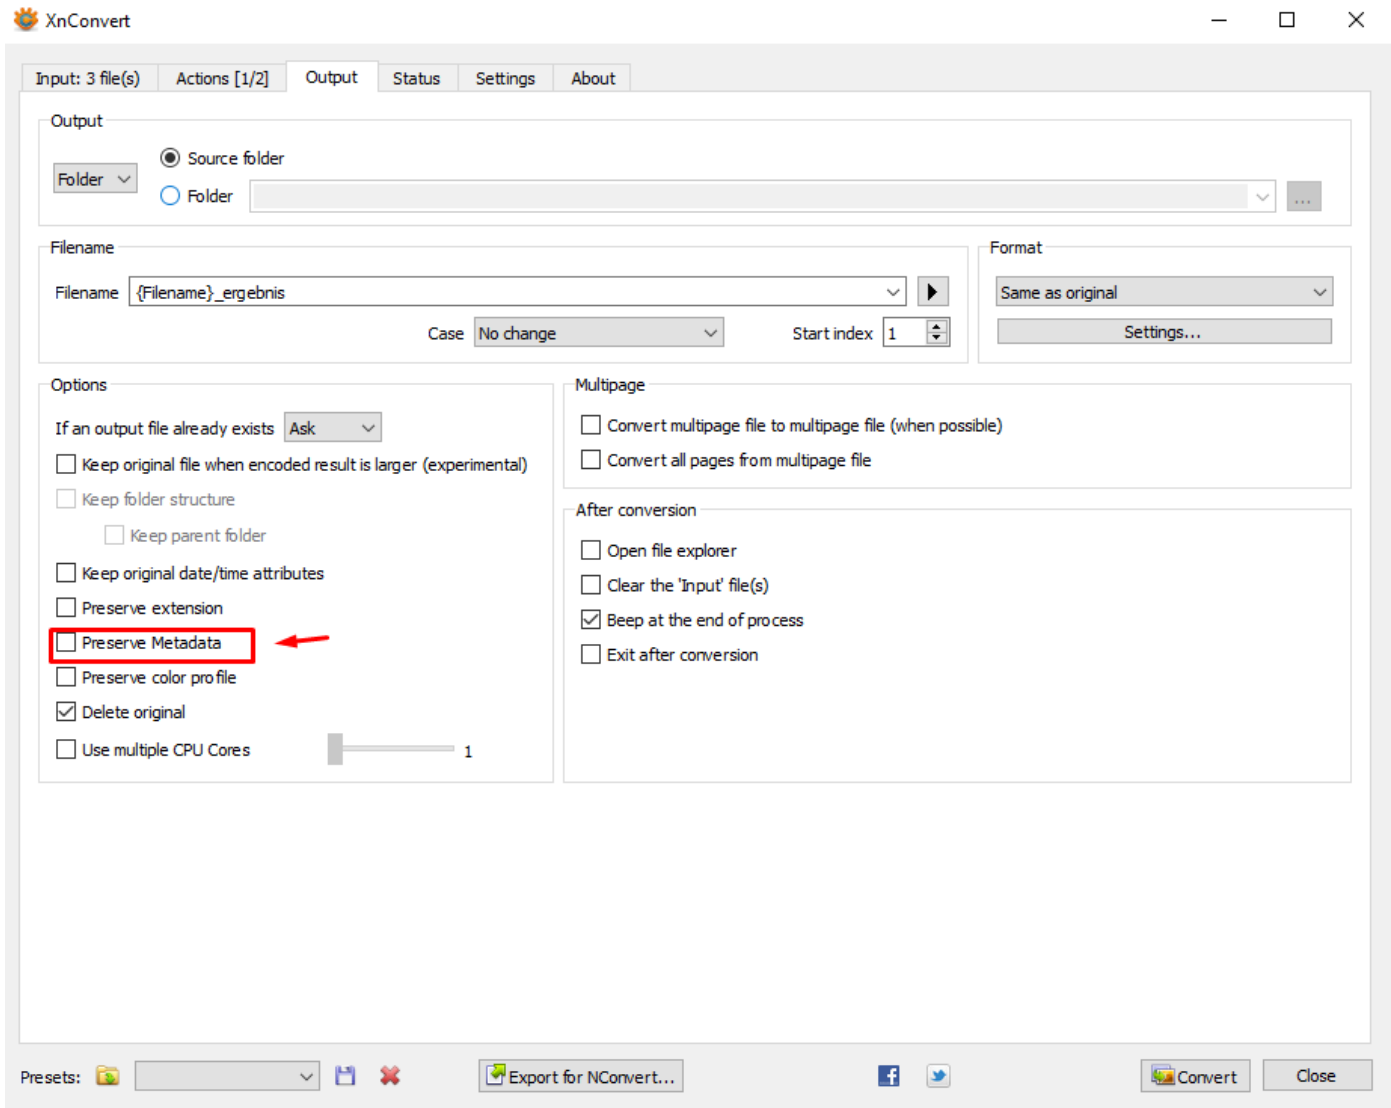 XnConvert
Input: 3 file(s) Actions [1/2] Output Status Settings About
Output
Folder
Source folder
Folder
...
Filename
Filename {Filename}_ergebnis
Case No change Start index 1
Format
Same as original
Settings...
Options
If an output file already exists Ask
Keep original file when encoded result is larger (experimental)
Keep folder structure
Keep parent folder
Keep original date/time attributes
Preserve extension
Preserve Metadata
Preserve color profile
Delete original
Use multiple CPU Cores 1
Multipage
Convert multipage file to multipage file (when possible)
Convert all pages from multipage file
After conversion
Open file explorer
Clear the 'Input' file(s)
Beep at the end of process
Exit after conversion
Presets: Export for NConvert... f Convert Close